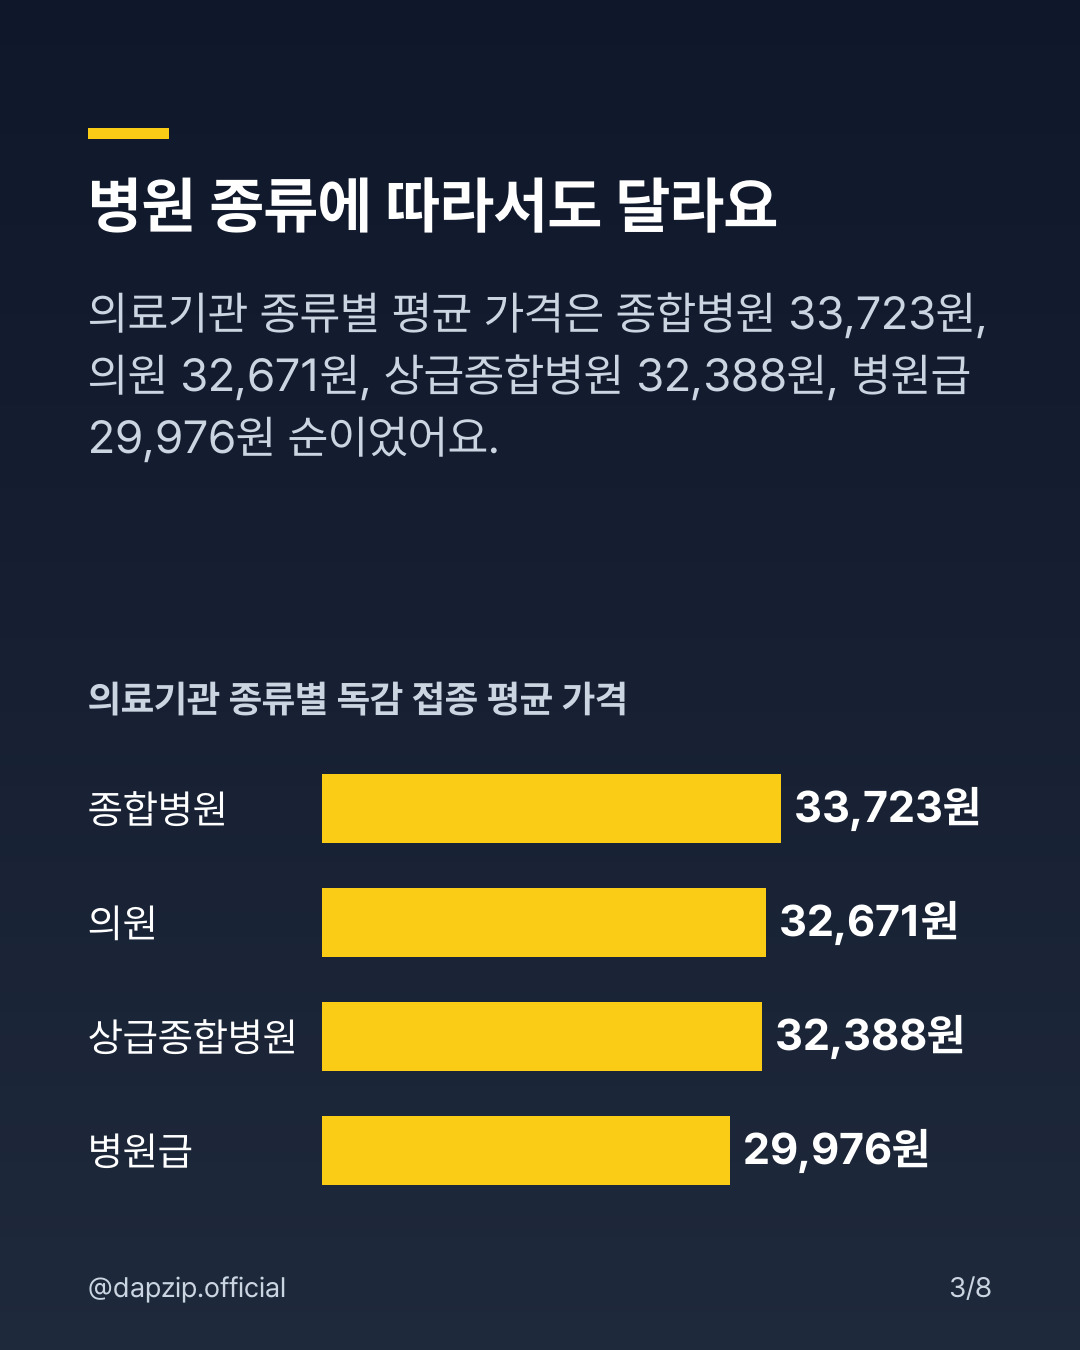 병원 종류에 따라서도 달라요
의료기관 종류별 평균 가격은 종합병원 33,723원,
의원 32,671원, 상급종합병원 32,388원, 병원급
29,976원 순이었어요.
의료기관 종류별 독감 접종 평균 가격
종합병원 33,723원
의원 32,671원
상급종합병원 32,388원
병원급 29,976원
@dapzip.official 3/8